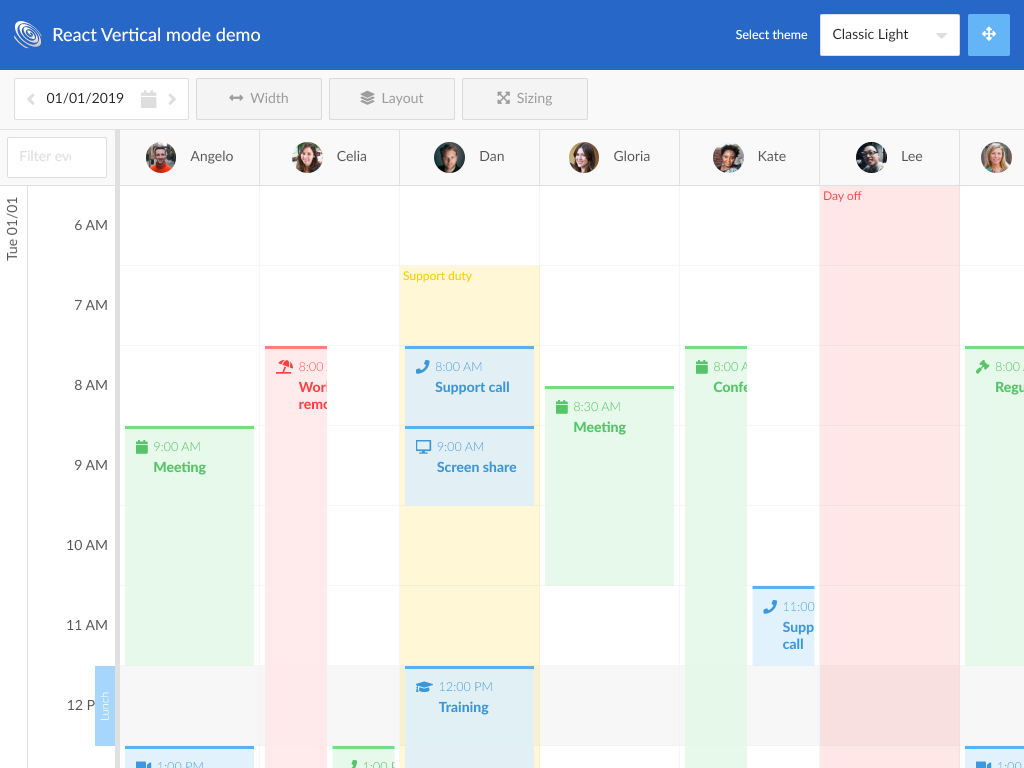 React Vertical mode demo
Select theme
Classic Light
01/01/2019
Width
Layout
Sizing
Filter eve
Angelo
Celia
Dan
Gloria
Kate
Lee
Tue 01/01
6 AM
7 AM
8 AM
9 AM
10 AM
11 AM
12 P
Lunch
9:00 AM
Meeting
1:00 PM
8:00
Wor
remo
1:00 P
Support duty
8:00 AM
Support call
9:00 AM
Screen share
12:00 PM
Training
8:30 AM
Meeting
8:00 A
Confe
11:00
Supp
call
Day off
8:00
Regu
1:00